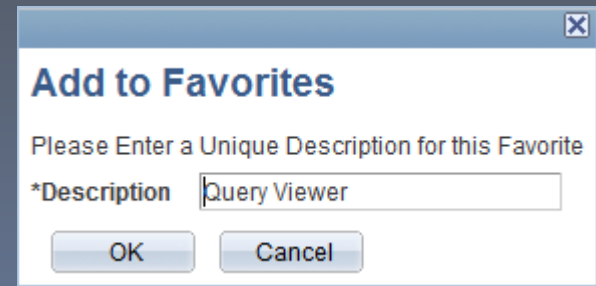 Add to Favorites
Please Enter a Unique Description for this Favorite
*Description Query Viewer
OK Cancel